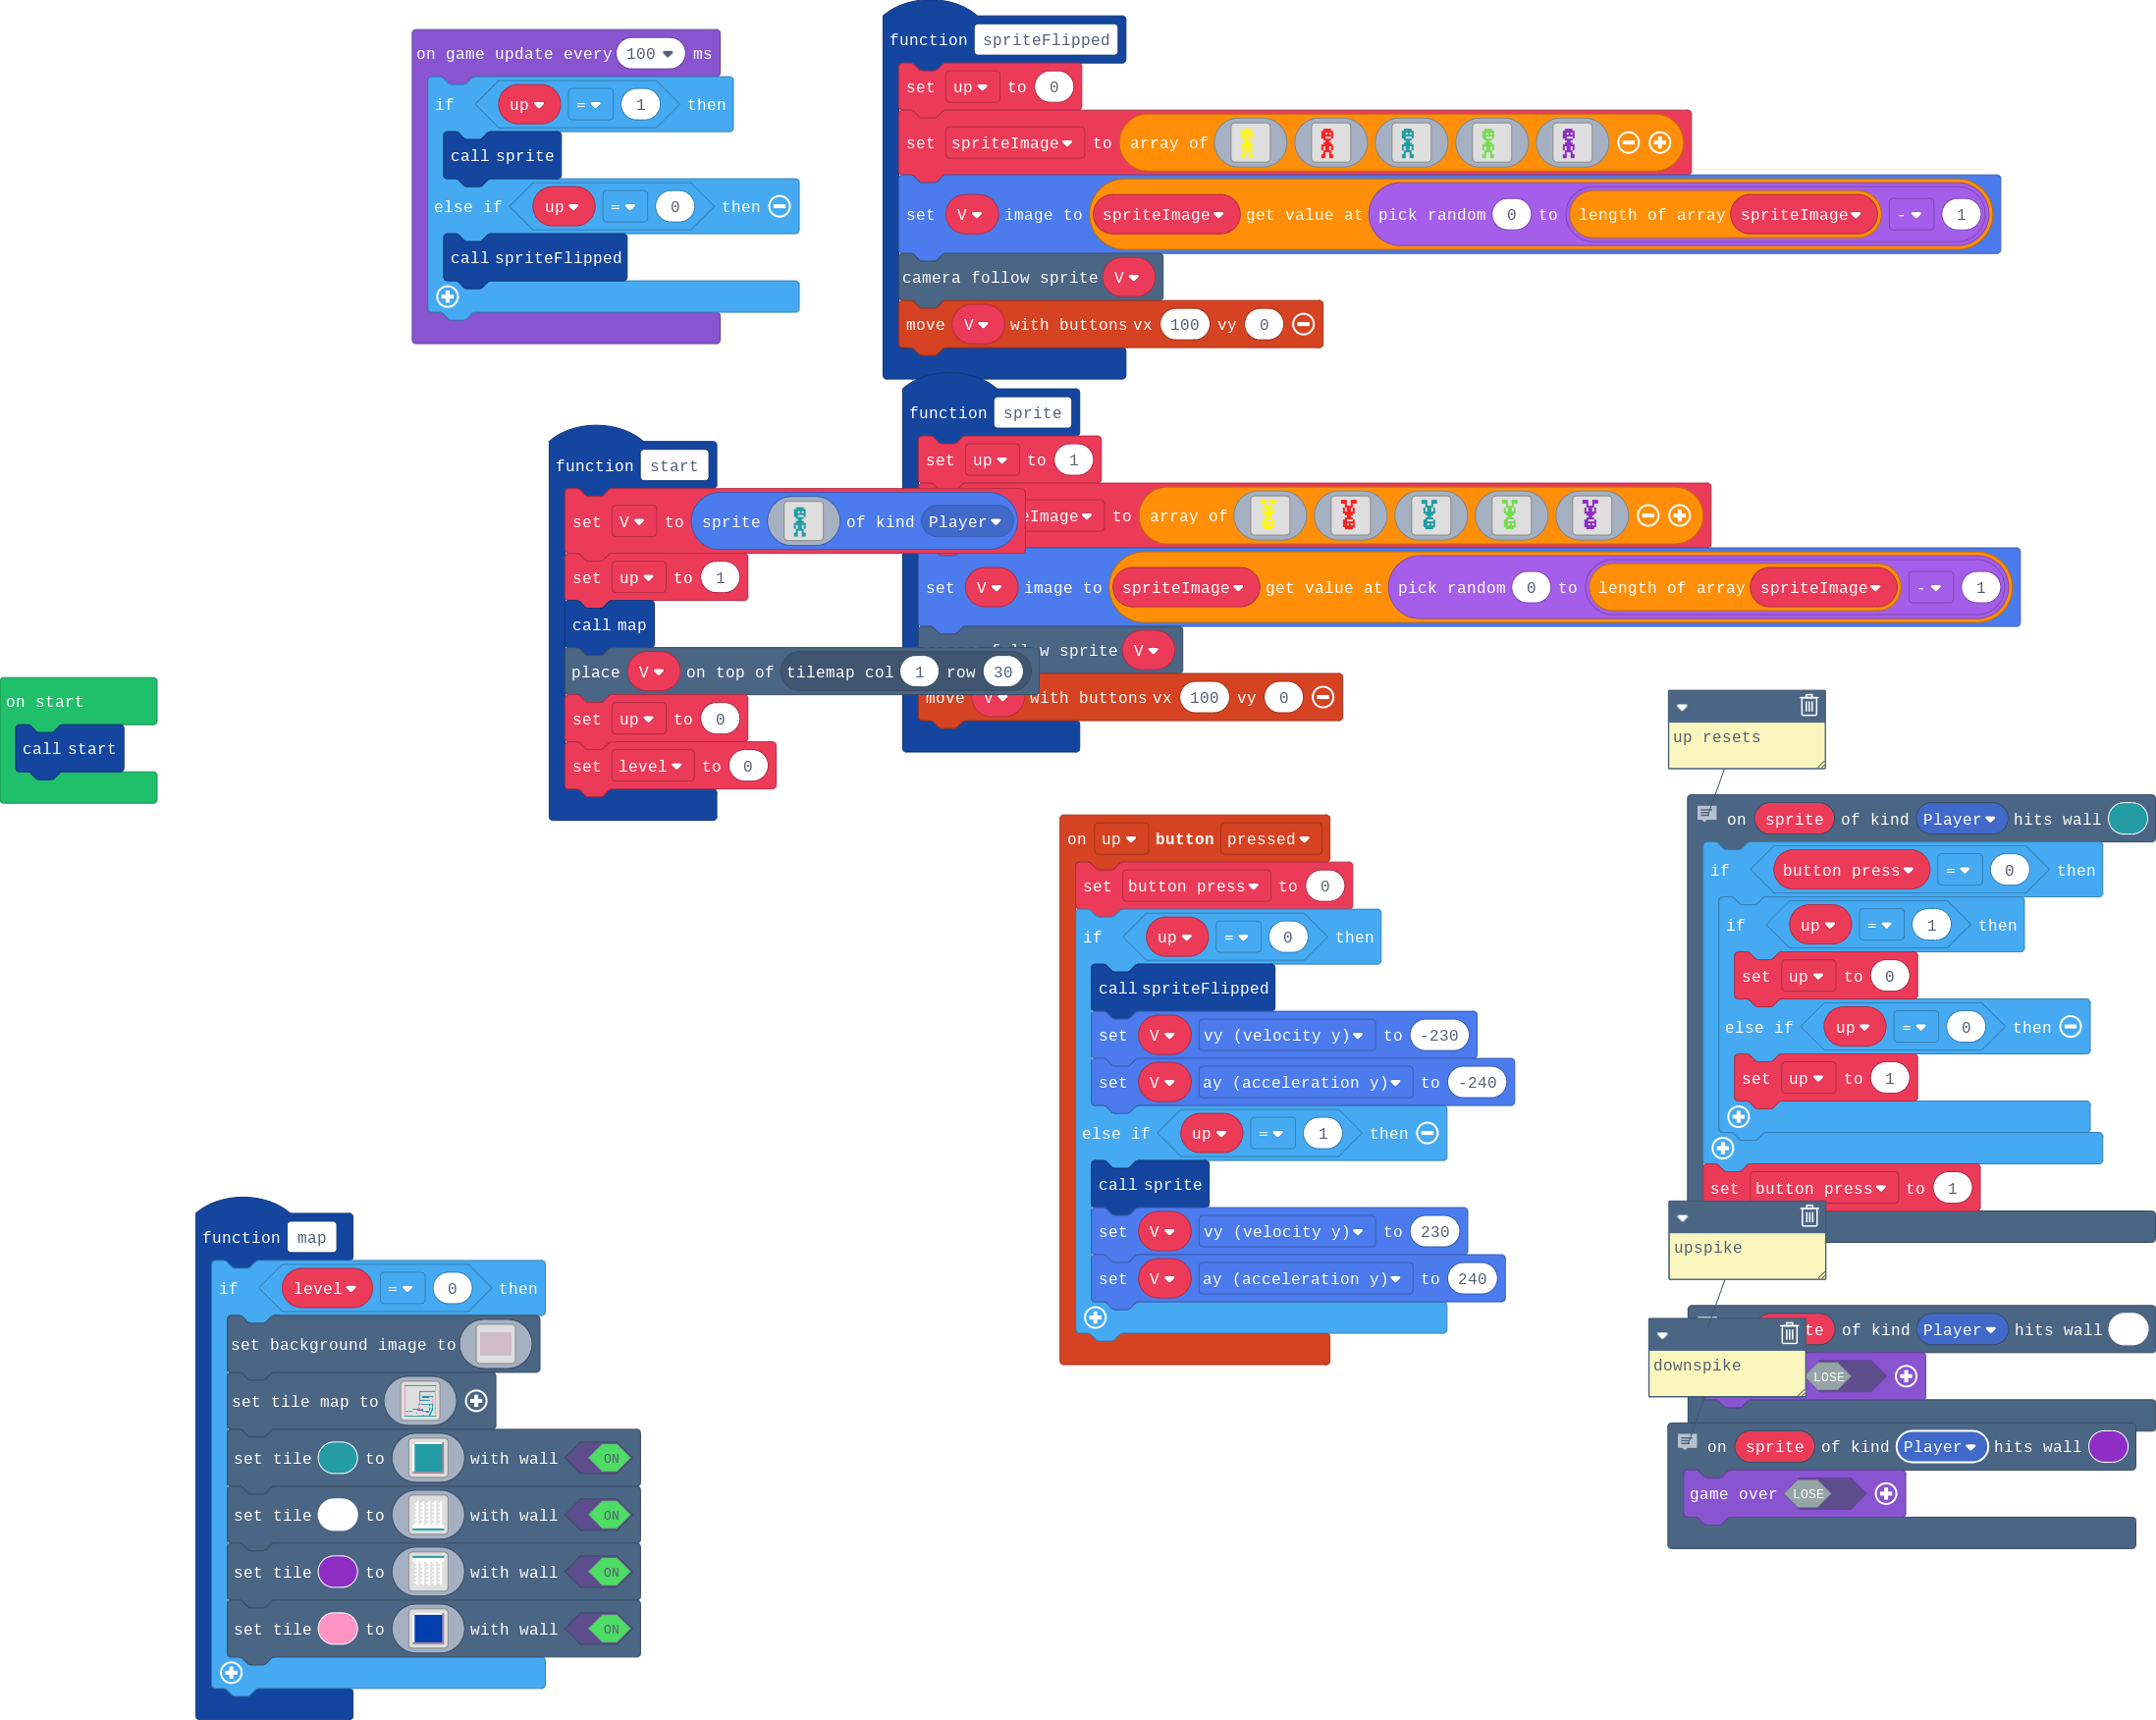 on game update every 100 ms
if up = 1 then
call sprite
else if up = 0 then
call spriteFlipped
function spriteFlipped
set up to 0
set spriteImage to array of
set V image to spriteImage get value at pick random 0 to length of array spriteImage - 1
camera follow sprite V
move V with buttons vx 100 vy 0
function sprite
set up to 1
eImage to array of
set V image to spriteImage get value at pick random 0 to length of array spriteImage - 1
w sprite V
move V with buttons vx 100 vy 0
function start
set V to sprite of kind Player
set up to 1
call map
place V on top of tilemap col 1 row 30
set up to 0
set level to 0
on start
call start
on up button pressed
set button press to 0
if up = 0 then
call spriteFlipped
set V vy (velocity y) to -230
set V ay (acceleration y) to -240
else if up = 1 then
call sprite
set V vy (velocity y) to 230
set V ay (acceleration y) to 240
up resets
on sprite of kind Player hits wall
if button press = 0 then
if up = 1 then
set up to 0
else if up = 0 then
set up to 1
set button press to 1
upspike
te of kind Player hits wall
LOSE
downspike
on sprite of kind Player hits wall
game over LOSE
function map
if level = 0 then
set background image to
set tile map to
set tile to with wall ON
set tile to with wall ON
set tile to with wall ON
set tile to with wall ON